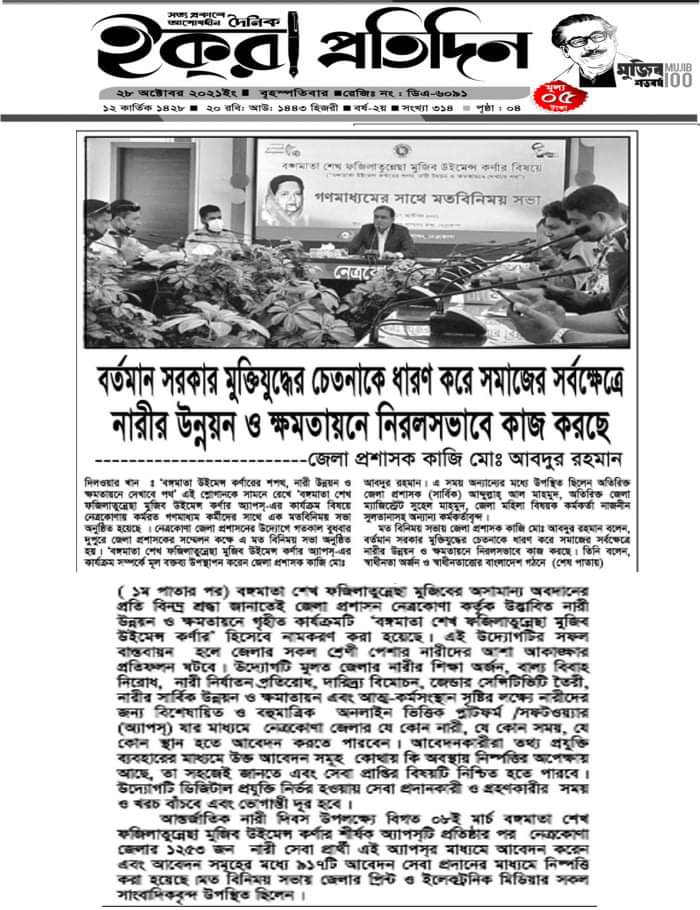 সত্য প্রকাশে
আপোষহীন দৈনিক
ইকরা প্রতিদিন
মুজিব MUJIB
শতবর্ষ 100
২৮ অক্টোবর ২০২১ইং ■ বৃহস্পতিবার ■রেজিঃ নং : ডিএ-৬০৯১
মূল্য
০৫
টাকা
১২ কার্তিক ১৪২৮ ■ ২০ রবি: আউ: ১৪৪৩ হিজরী ■ বর্ষ-২য় ■ সংখ্যা ৩১৪ ■ পৃষ্ঠা : ০৪
বঙ্গমাতা শেখ ফজিলাতুন্নেছা মুজিব উইমেন্স কর্ণার বিষয়ে
("বঙ্গমাতা উইমেন্স কর্ণারের শপথ, নারী উন্নয়ন ও ক্ষমতায়নে দেখাবে পথ")
গণমাধ্যমের সাথে মতবিনিময় সভা
নেত্রকো
বর্তমান সরকার মুক্তিযুদ্ধের চেতনাকে ধারণ করে সমাজের সর্বক্ষেত্রে
নারীর উন্নয়ন ও ক্ষমতায়নে নিরলসভাবে কাজ করছে
-------------------------জেলা প্রশাসক কাজি মোঃ আবদুর রহমান
দিলওয়ার খান ঃ 'বঙ্গমাতা উইমেন্স কর্ণারের শপথ, নারী উন্নয়ন ও
ক্ষমতায়নে দেখাবে পথ' এই শ্লোগানকে সামনে রেখে 'বঙ্গমাতা শেখ
ফজিলাতুন্নেছা মুজিব উইমেন্স কর্ণার অ্যাপস্-এর কার্যক্রম বিষয়ে
নেত্রকোণায় কর্মরত গণমাধ্যম কর্মীদের সাথে এক মতবিনিময় সভা
অনুষ্ঠিত হয়েছে । নেত্রকোণা জেলা প্রশাসনের উদ্যোগে গতকাল বুধবার
দুপুরে জেলা প্রশাসকের সম্মেলন কক্ষে এ মত বিনিময় সভা অনুষ্ঠিত
হয়। 'বঙ্গমাতা শেখ ফজিলাতুন্নেছা মুজিব উইমেন্স কর্ণার অ্যাপস-এর
কার্যক্রম সম্পর্কে মূল বক্তব্য উপস্থাপন করেন জেলা প্রশাসক কাজি মোঃ
আবদুর রহমান। এ সময় অন্যান্যের মধ্যে উপস্থিত ছিলেন অতিরিক্ত
জেলা প্রশাসক (সার্বিক) আব্দুল্লাহ্ আল মাহমুদ, অতিরিক্ত জেলা
ম্যাজিস্ট্রেট সুহেল মাহমুদ, জেলা মহিলা বিষয়ক কর্মকর্তা নাজনীন
সুলতানাসহ অন্যান্য কর্মকর্তাবৃন্দ।
মত বিনিময় সভায় জেলা প্রশাসক কাজি মোঃ আবদুর রহমান বলেন,
বর্তমান সরকার মুক্তিযুদ্ধের চেতনাকে ধারণ করে সমাজের সর্বক্ষেত্রে
নারীর উন্নয়ন ও ক্ষমতায়নে নিরলসভাবে কাজ করছে। তিনি বলেন,
স্বাধীনতা অর্জন ও স্বাধীনতাত্তোর বাংলাদেশ গঠনে (শেষ পাতায়)
( ১ম পাতার পর) বঙ্গমাতা শেখ ফজিলাতুন্নেছা মুজিবের অসামান্য অবদানের
প্রতি বিনম্র শ্রদ্ধা জানাতেই জেলা প্রশাসন নেত্রকোণা কর্তৃক উদ্ভাবিত নারী
উন্নয়ন ও ক্ষমতায়নে গৃহীত কার্যক্রমটি 'বঙ্গমাতা শেখ ফজিলাতুন্নেছা মুজিব
উইমেন্স কর্ণার' হিসেবে নামকরণ করা হয়েছে। এই উদ্যোগটির সফল
বাস্তবায়ন হলে জেলার সকল শ্রেণী পেশার নারীদের আশা আকাঙ্ক্ষার
প্রতিফলন ঘটবে। উদ্যোগটি মূলত জেলার নারীর শিক্ষা অর্জন, বাল্য বিবাহ
নিরোধ, নারী নির্যাতন প্রতিরোধ, দারিদ্র্য বিমোচন, জেন্ডার সেন্সিটিভিটি তৈরী,
নারীর সার্বিক উন্নয়ন ও ক্ষমতায়ন এবং আত্ম-কর্মসংস্থান সৃষ্টির লক্ষ্যে নারীদের
জন্য বিশেষায়িত ও বহুমাত্রিক অনলাইন ভিত্তিক প্লাটফর্ম /সফটওয়্যার
(অ্যাপস্) যার মাধ্যমে নেত্রকোণা জেলার যে কোন নারী, যে কোন সময়, যে
কোন স্থান হতে আবেদন করতে পারবেন। আবেদনকারীরা তথ্য প্রযুক্তি
ব্যবহারের মাধ্যমে উক্ত আবেদন সমূহ কোথায় কি অবস্থায় নিষ্পত্তির অপেক্ষায়
আছে, তা সহজেই জানতে এবং সেবা প্রাপ্তির বিষয়টি নিশ্চিত হতে পারবে।
উদ্যোগটি ডিজিটাল প্রযুক্তি নির্ভর হওয়ায় সেবা প্রদানকারী ও গ্রহণকারীর সময়
ও খরচ বাঁচবে এবং ভোগান্তী দূর হবে।
আন্তর্জাতিক নারী দিবস উপলক্ষ্যে বিগত ০৮ই মার্চ বঙ্গমাতা শেখ
ফজিলাতুন্নেছা মুজিব উইমেন্স কর্ণার শীর্ষক অ্যাপসটি প্রতিষ্ঠার পর নেত্রকোণা
জেলার ১২৫৩ জন নারী সেবা প্রার্থী এই অ্যাপসর মাধ্যমে আবেদন করেন
এবং আবেদন সমূহের মধ্যে ৯১৭টি আবেদন সেবা প্রদানের মাধ্যমে নিষ্পত্তি
করা হয়েছে।মত বিনিময় সভায় জেলার প্রিন্ট ও ইলেক্ট্রনিক মিডিয়ার সকল
সাংবাদিকবৃন্দ উপস্থিত ছিলেন।